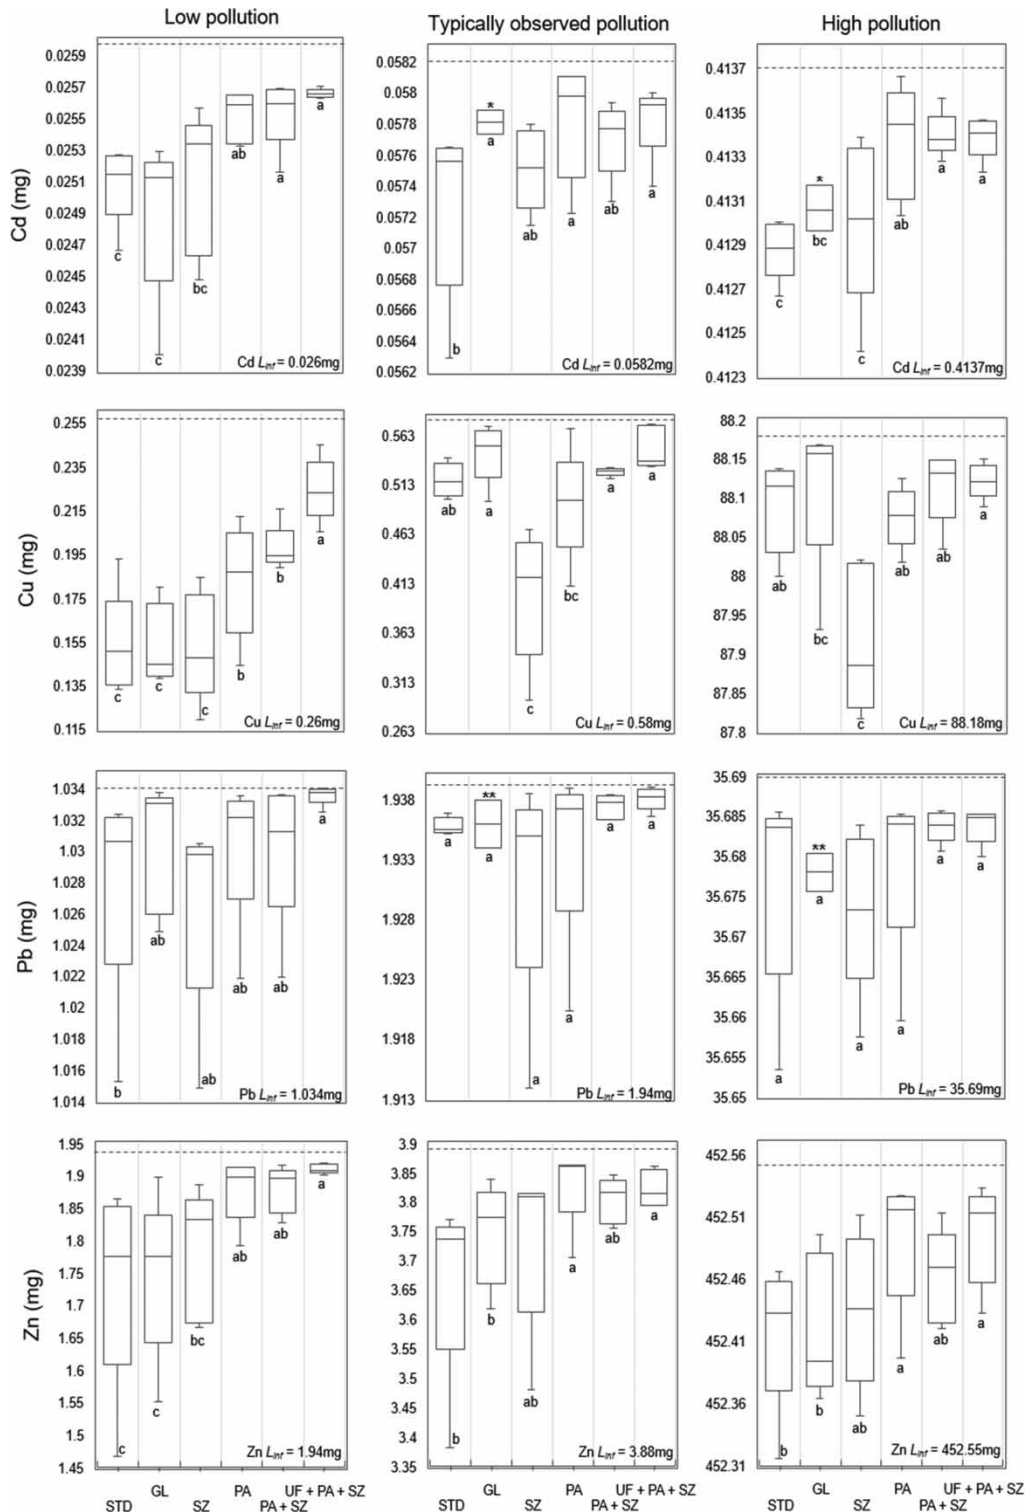 Low pollution
Typically observed pollution
High pollution
Cd (mg)
0.0259
0.0257
0.0255
0.0253
0.0251
0.0249
0.0247
0.0245
0.0243
0.0241
0.0239
c
c
bc
ab
a
a
Cd Linf = 0.026mg
0.0582
0.058
0.0578
0.0576
0.0574
0.0572
0.057
0.0568
0.0566
0.0564
0.0562
b
*
a
ab
a
ab
a
Cd Linf = 0.0582mg
0.4137
0.4135
0.4133
0.4131
0.4129
0.4127
0.4125
0.4123
c
*
bc
c
ab
a
a
Cd Linf = 0.4137mg
Cu (mg)
0.255
0.235
0.215
0.195
0.175
0.155
0.135
0.115
c
c
c
b
b
a
Cu Linf = 0.26mg
0.563
0.513
0.463
0.413
0.363
0.313
0.263
ab
a
c
bc
a
a
Cu Linf = 0.58mg
88.2
88.15
88.1
88.05
88
87.95
87.9
87.85
87.8
ab
bc
c
ab
ab
a
Cu Linf = 88.18mg
Pb (mg)
1.034
1.032
1.03
1.028
1.026
1.024
1.022
1.02
1.018
1.016
1.014
b
ab
ab
ab
ab
a
Pb Linf = 1.034mg
1.938
1.933
1.928
1.923
1.918
1.913
a
**
a
a
a
a
a
Pb Linf = 1.94mg
35.69
35.685
35.68
35.675
35.67
35.665
35.66
35.655
35.65
a
**
a
a
a
a
a
Pb Linf = 35.69mg
Zn (mg)
1.95
1.9
1.85
1.8
1.75
1.7
1.65
1.6
1.55
1.5
1.45
c
c
bc
ab
ab
a
Zn Linf = 1.94mg
3.9
3.85
3.8
3.75
3.7
3.65
3.6
3.55
3.5
3.45
3.4
3.35
b
b
ab
a
ab
a
Zn Linf = 3.88mg
452.56
452.51
452.46
452.41
452.36
452.31
b
b
ab
a
ab
a
Zn Linf = 452.55mg
STD
GL
SZ
PA
PA + SZ
UF + PA + SZ
STD
GL
SZ
PA
PA + SZ
UF + PA + SZ
STD
GL
SZ
PA
PA + SZ
UF + PA + SZ